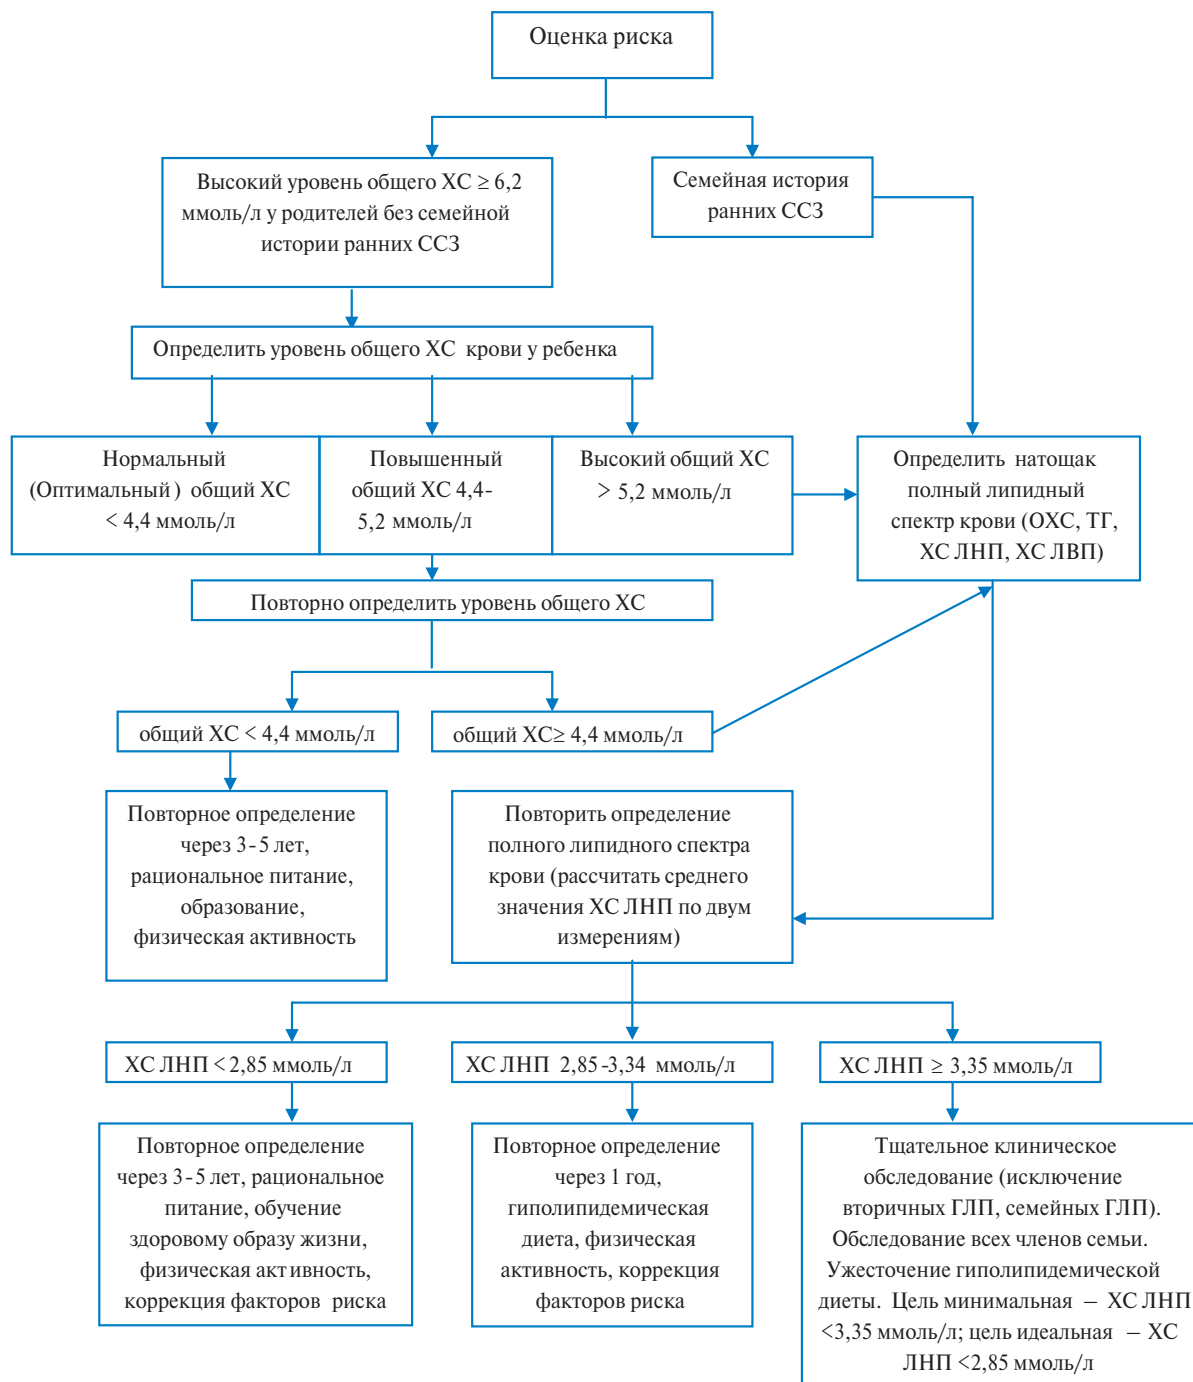 Оценка риска
Высокий уровень общего ХС ≥ 6,2
ммоль/л у родителей без семейной
истории ранних ССЗ
Семейная история
ранних ССЗ
Определить уровень общего ХС крови у ребенка
Нормальный
(Оптимальный) общий ХС
< 4,4 ммоль/л
Повышенный
общий ХС 4,4-
5,2 ммоль/л
Высокий общий ХС
> 5,2 ммоль/л
Определить натощак
полный липидный
спектр крови (ОХС, ТГ,
ХС ЛНП, ХС ЛВП)
Повторно определить уровень общего ХС
общий ХС < 4,4 ммоль/л
общий ХС≥ 4,4 ммоль/л
Повторное определение
через 3-5 лет,
рациональное питание,
образование,
физическая активность
Повторить определение
полного липидного спектра
крови (рассчитать среднего
значения ХС ЛНП по двум
измерениям)
ХС ЛНП <2,85 ммоль/л
ХС ЛНП 2,85-3,34 ммоль/л
ХС ЛНП ≥ 3,35 ммоль/л
Повторное определение
через 3-5 лет, рациональное
питание, обучение
здоровому образу жизни,
физическая активность,
коррекция факторов риска
Повторное определение
через 1 год,
гиполипидемическая
диета, физическая
активность, коррекция
факторов риска
Тщательное клиническое
обследование (исключение
вторичных ГЛП, семейных ГЛП).
Обследование всех членов семьи.
Ужесточение гиполипидемической
диеты. Цель минимальная – ХС ЛНП
<3,35 ммоль/л; цель идеальная – ХС
ЛНП <2,85 ммоль/л